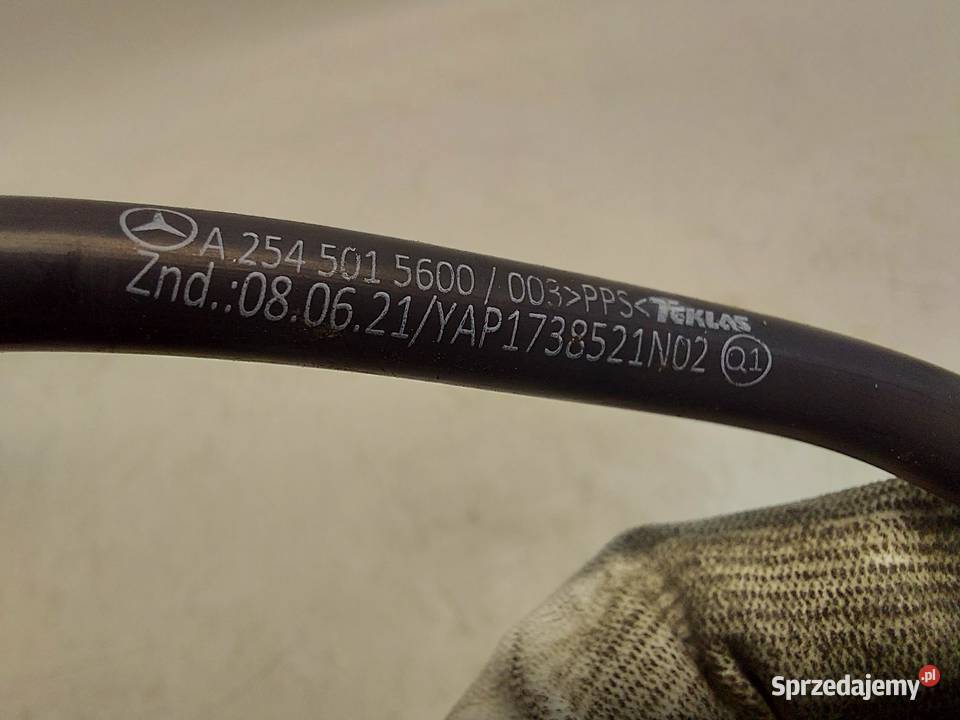 A 254 501 5600 / 003>PPS< TEKLAS
Znd.:08.06.21/YAP1738521N02 Q1
Sprzedajemy.pl